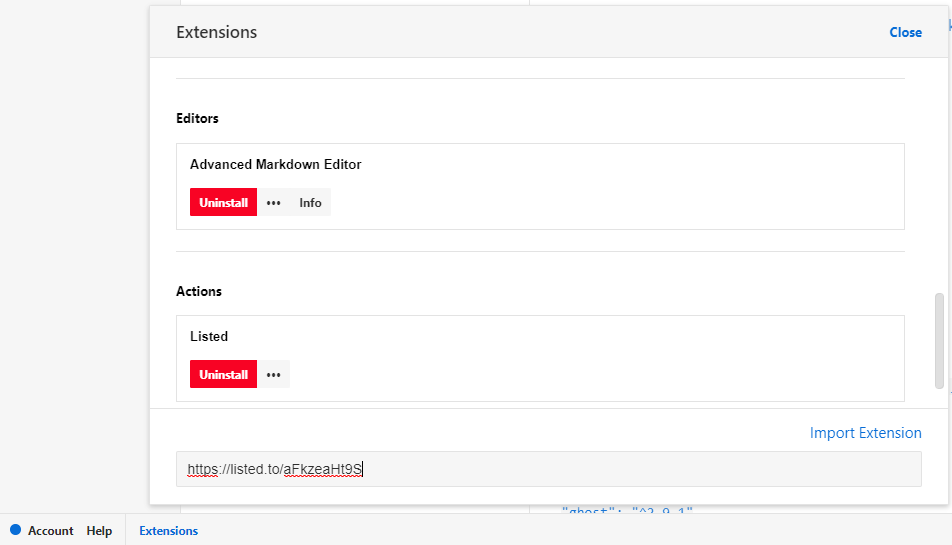 Extensions
Close
Editors
Advanced Markdown Editor
Uninstall ••• Info
Actions
Listed
Uninstall •••
Import Extension
https://listed.to/aFkzeaHt9S
"ghost": "^2.9.1"
Account Help Extensions